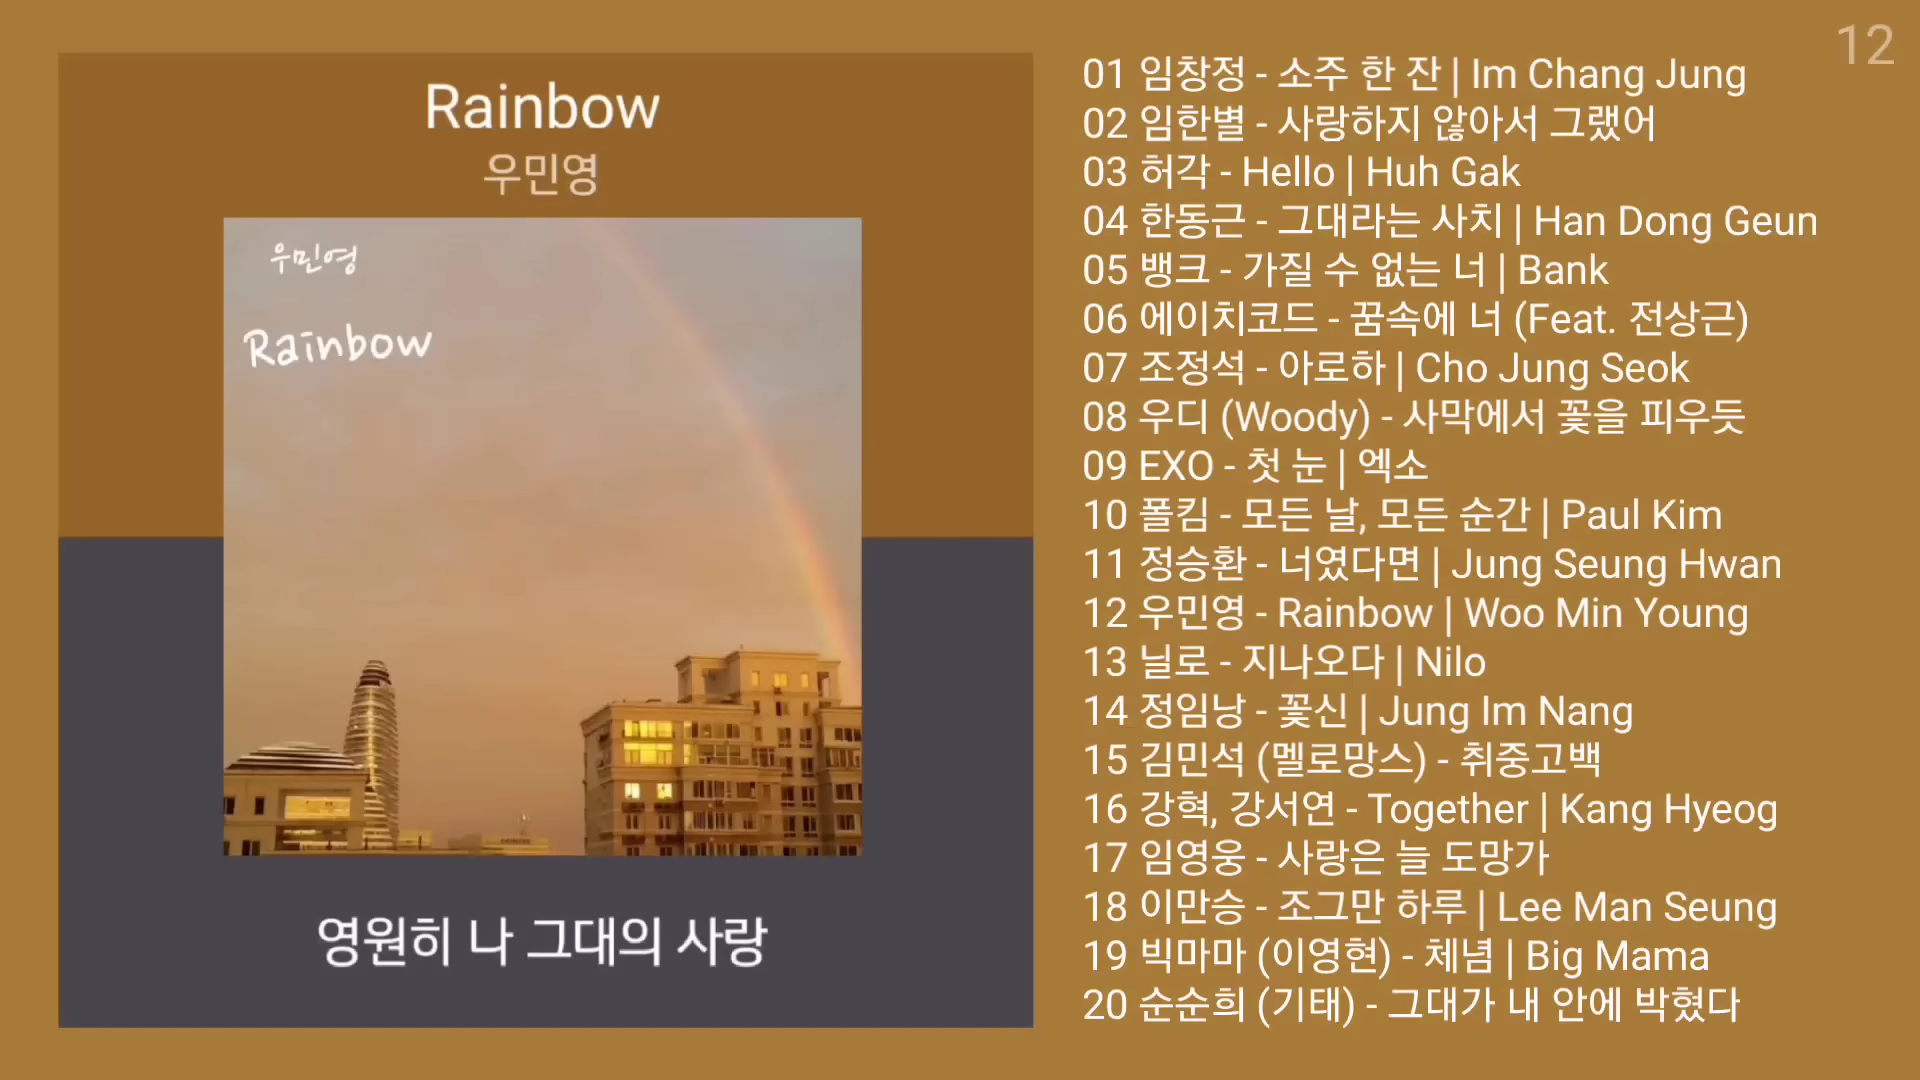 Rainbow
우민영
우민영
Rainbow
영원히 나 그대의 사랑
12
01 임창정 - 소주 한 잔 | Im Chang Jung
02 임한별 - 사랑하지 않아서 그랬어
03 허각 - Hello | Huh Gak
04 한동근 - 그대라는 사치 | Han Dong Geun
05 뱅크 - 가질 수 없는 너 | Bank
06 에이치코드 - 꿈속에 너 (Feat. 전상근)
07 조정석 - 아로하 | Cho Jung Seok
08 우디 (Woody) - 사막에서 꽃을 피우듯
09 EXO - 첫 눈 | 엑소
10 폴킴 - 모든 날, 모든 순간 | Paul Kim
11 정승환 - 너였다면 | Jung Seung Hwan
12 우민영 - Rainbow | Woo Min Young
13 닐로 - 지나오다 | Nilo
14 정임낭 - 꽃신 | Jung Im Nang
15 김민석 (멜로망스) - 취중고백
16 강혁, 강서연 - Together | Kang Hyeog
17 임영웅 - 사랑은 늘 도망가
18 이만승 - 조그만 하루 | Lee Man Seung
19 빅마마 (이영현) - 체념 | Big Mama
20 순순희 (기태) - 그대가 내 안에 박혔다